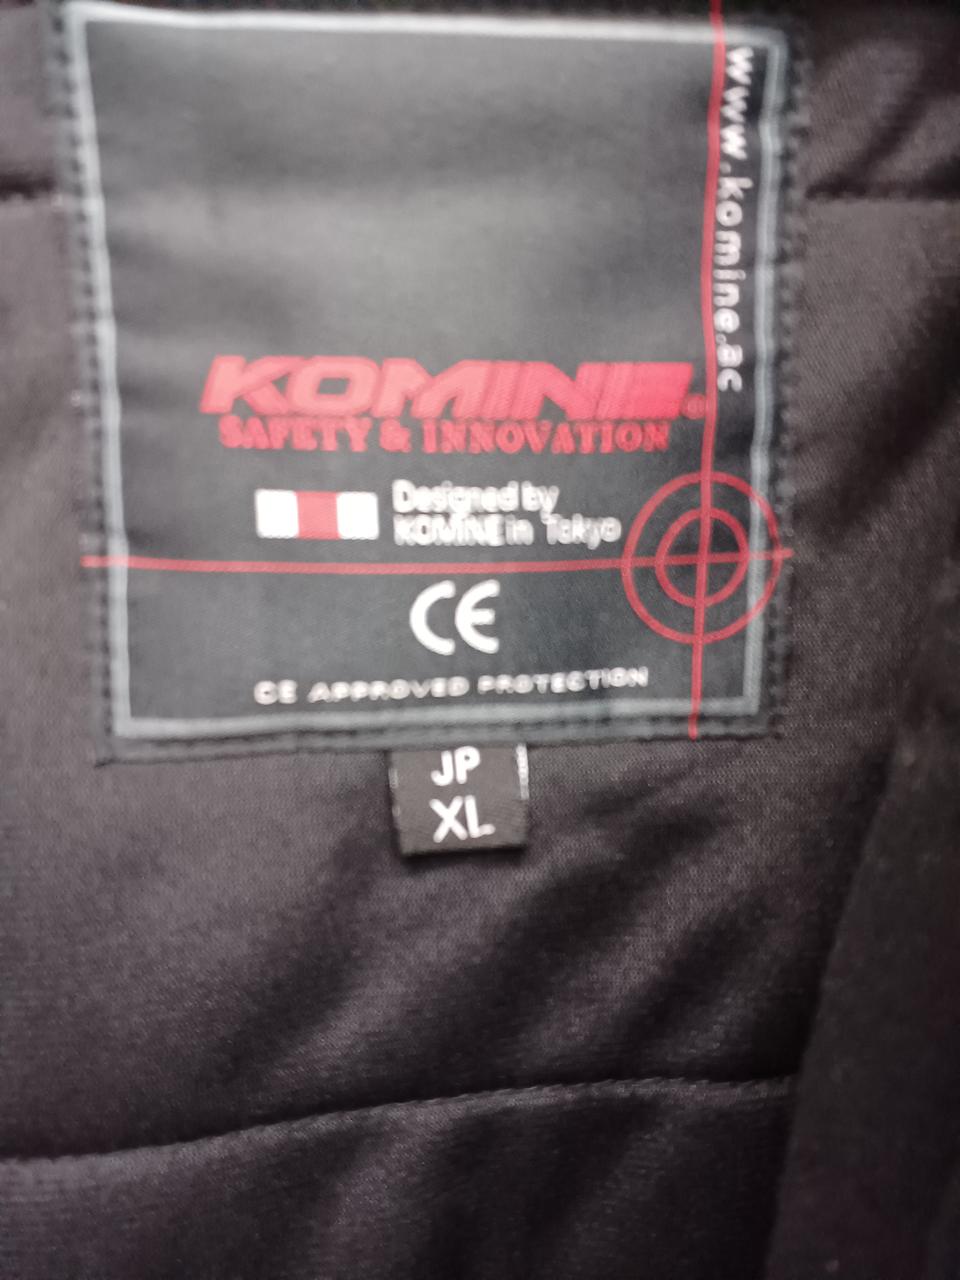 www.komine.ac
KOMINE®
SAFETY & INNOVATION
Designed by
KOMINE in Tokyo
CE
CE APPROVED PROTECTION
JP
XL